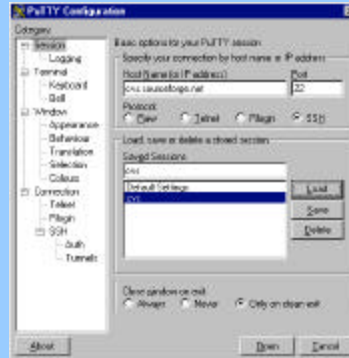 PuTTY Configuration
Category:
Session
Logging
Terminal
Keyboard
Bell
Window
Appearance
Behaviour
Translation
Selection
Colours
Connection
Telnet
Rlogin
SSH
Auth
Tunnels
Basic options for your PuTTY session
Specify your connection by host name or IP address
Host Name (or IP address)
Port
cvs.sourceforge.net
22
Protocol:
Raw
Telnet
Rlogin
SSH
Load, save or delete a stored session
Saved Sessions
cvs
Default Settings
cvs
Load
Save
Delete
Close window on exit:
Always
Never
Only on clean exit
About
Open
Cancel